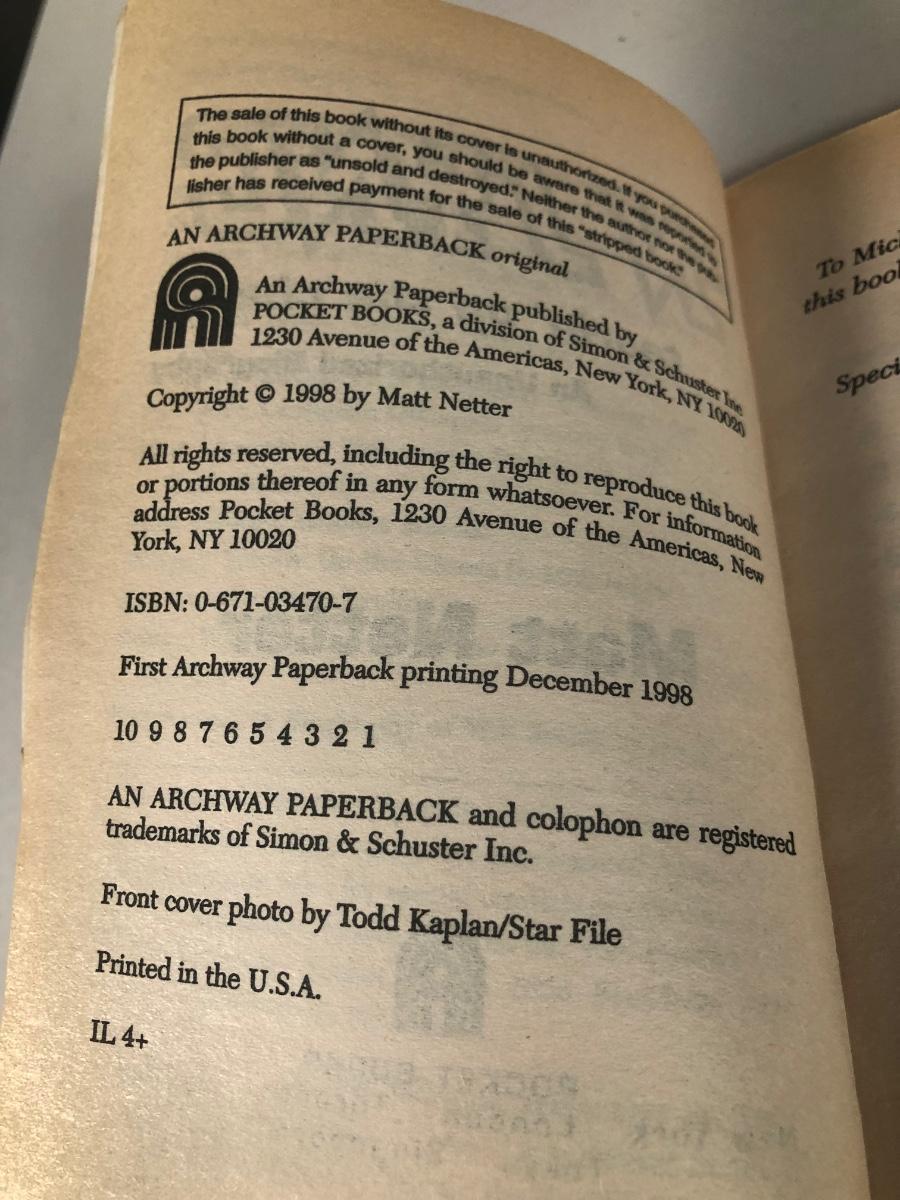 The sale of this book without its cover is unauthorized. If you purchased
this book without a cover, you should be aware that it was reported to
the publisher as "unsold and destroyed." Neither the author nor the pub-
lisher has received payment for the sale of this "stripped book."
AN ARCHWAY PAPERBACK original
An Archway Paperback published by
POCKET BOOKS, a division of Simon & Schuster Inc
1230 Avenue of the Americas, New York, NY 10020
Copyright © 1998 by Matt Netter
All rights reserved, including the right to reproduce this book
or portions thereof in any form whatsoever. For information
address Pocket Books, 1230 Avenue of the Americas, New
York, NY 10020
ISBN: 0-671-03470-7
First Archway Paperback printing December 1998
10 9 8 7 6 5 4 3 2 1
AN ARCHWAY PAPERBACK and colophon are registered
trademarks of Simon & Schuster Inc.
Front cover photo by Todd Kaplan/Star File
Printed in the U.S.A.
IL 4+
To Mic
this boo
Speci